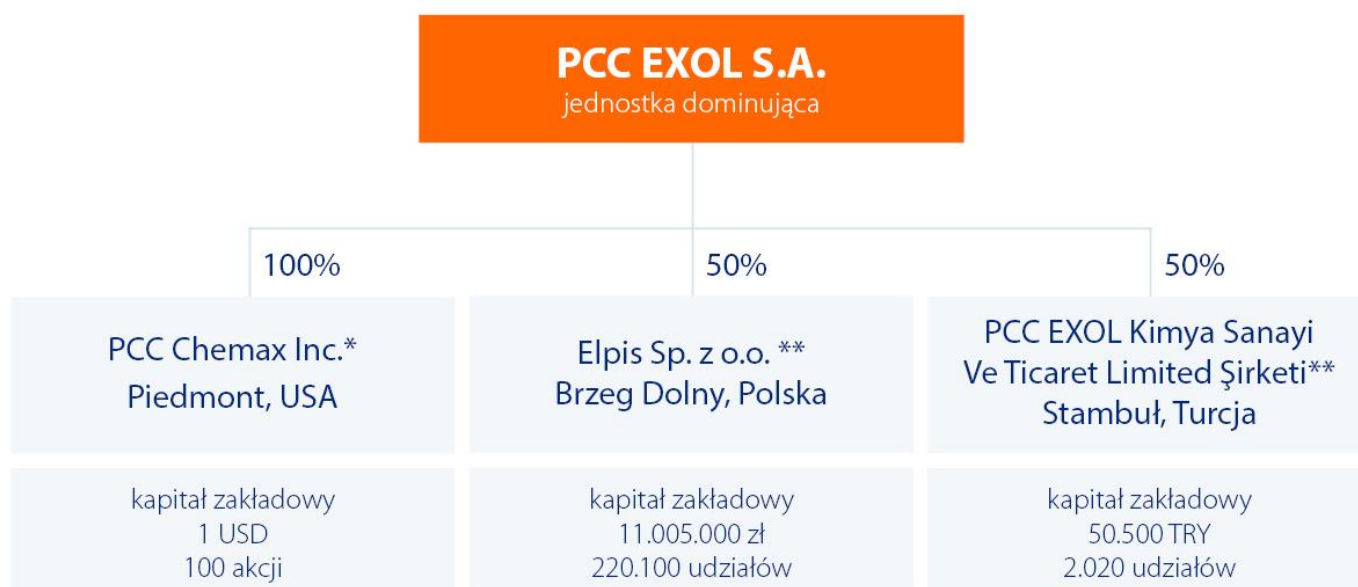 PCC EXOL S.A.
jednostka dominująca
100%
50%
50%
PCC Chemax Inc.*
Piedmont, USA
Elpis Sp. z o.o. **
Brzeg Dolny, Polska
PCC EXOL Kimya Sanayi
Ve Ticaret Limited Şirketi**
Stambuł, Turcja
kapitał zakładowy
1 USD
100 akcji
kapitał zakładowy
11.005.000 zł
220.100 udziałów
kapitał zakładowy
50.500 TRY
2.020 udziałów